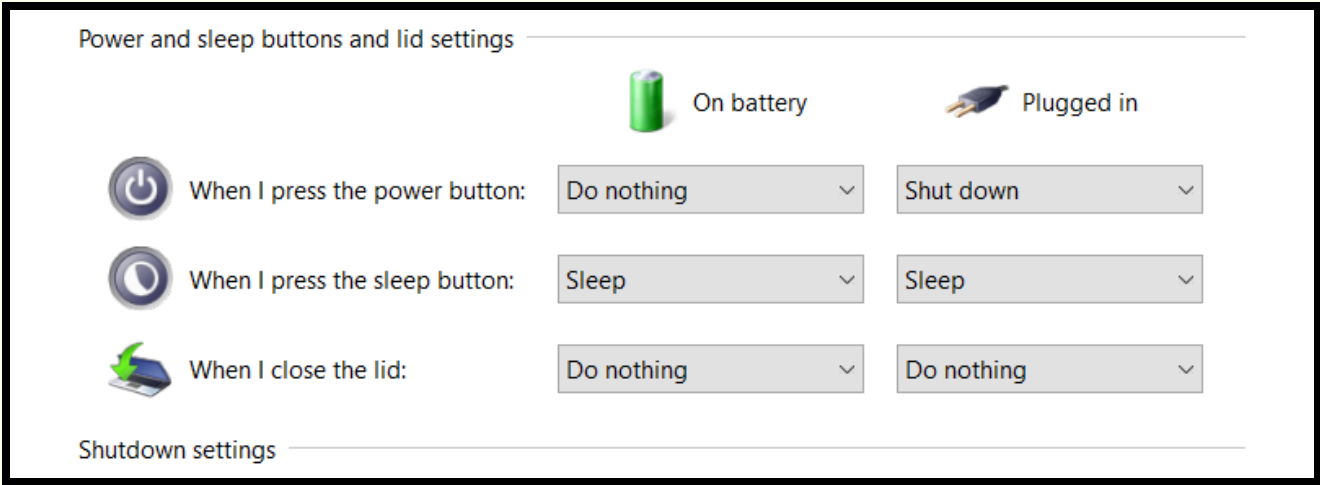 Power and sleep buttons and lid settings
On battery Plugged in
When I press the power button: Do nothing Shut down
When I press the sleep button: Sleep Sleep
When I close the lid: Do nothing Do nothing
Shutdown settings